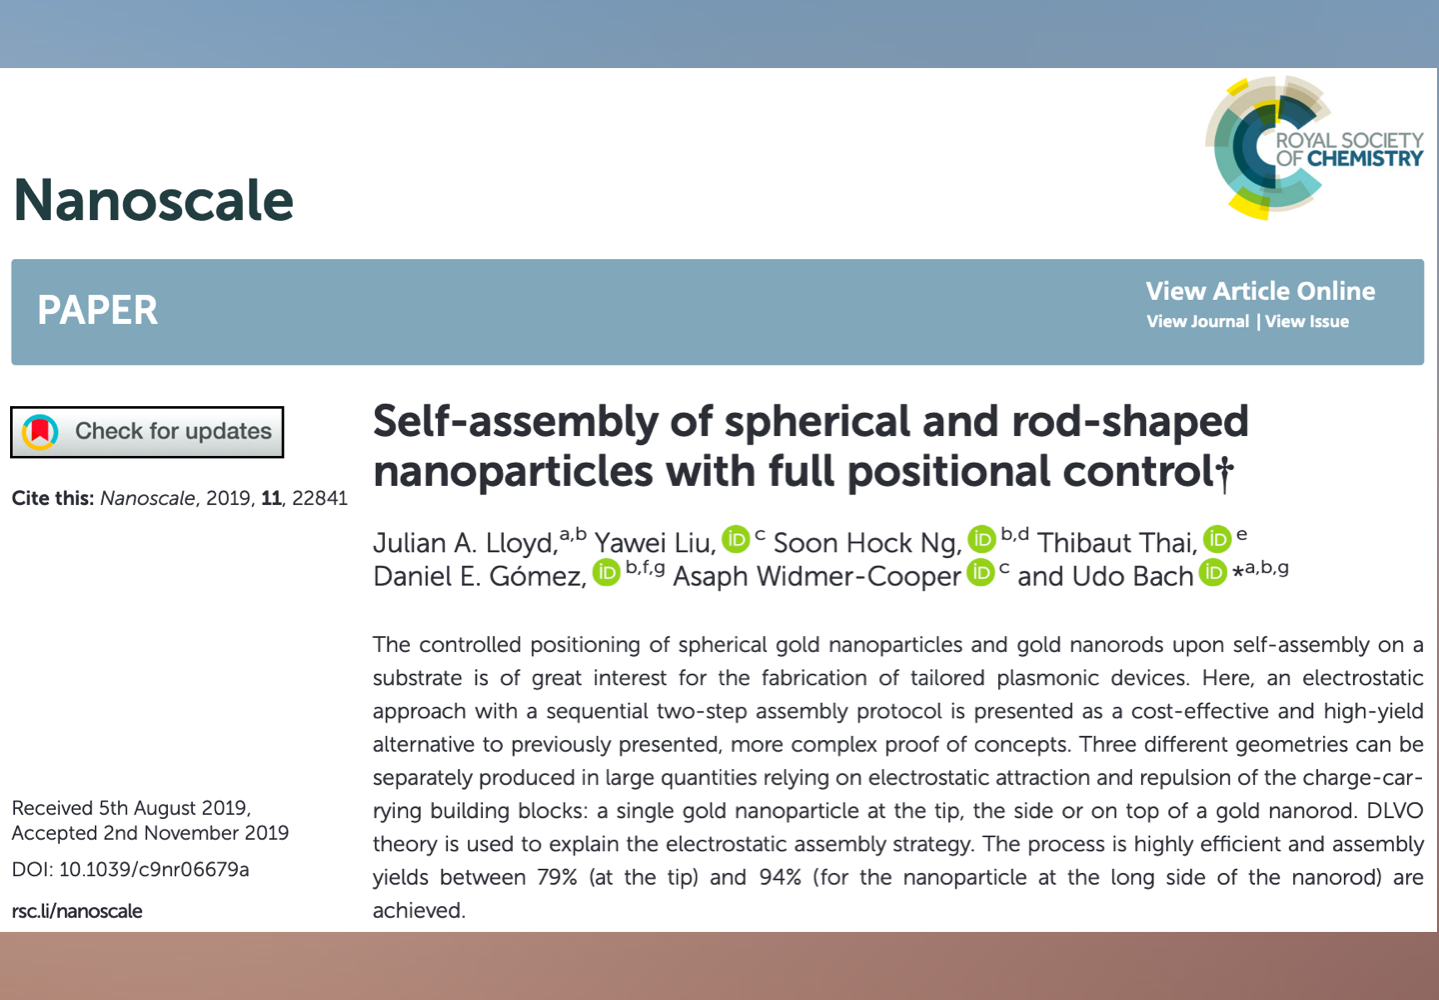 ROYAL SOCIETY
OF CHEMISTRY
Nanoscale
PAPER
View Article Online
View Journal | View Issue
Check for updates
Cite this: Nanoscale, 2019, 11, 22841
Received 5th August 2019,
Accepted 2nd November 2019
DOI: 10.1039/c9nr06679a
rsc.li/nanoscale
Self-assembly of spherical and rod-shaped
nanoparticles with full positional control†
Julian A. Lloyd,a,b Yawei Liu, iD c Soon Hock Ng, iD b,d Thibaut Thai, iD e
Daniel E. Gómez, iD b,f,g Asaph Widmer-Cooper iD c and Udo Bach iD *a,b,g
The controlled positioning of spherical gold nanoparticles and gold nanorods upon self-assembly on a
substrate is of great interest for the fabrication of tailored plasmonic devices. Here, an electrostatic
approach with a sequential two-step assembly protocol is presented as a cost-effective and high-yield
alternative to previously presented, more complex proof of concepts. Three different geometries can be
separately produced in large quantities relying on electrostatic attraction and repulsion of the charge-car-
rying building blocks: a single gold nanoparticle at the tip, the side or on top of a gold nanorod. DLVO
theory is used to explain the electrostatic assembly strategy. The process is highly efficient and assembly
yields between 79% (at the tip) and 94% (for the nanoparticle at the long side of the nanorod) are
achieved.